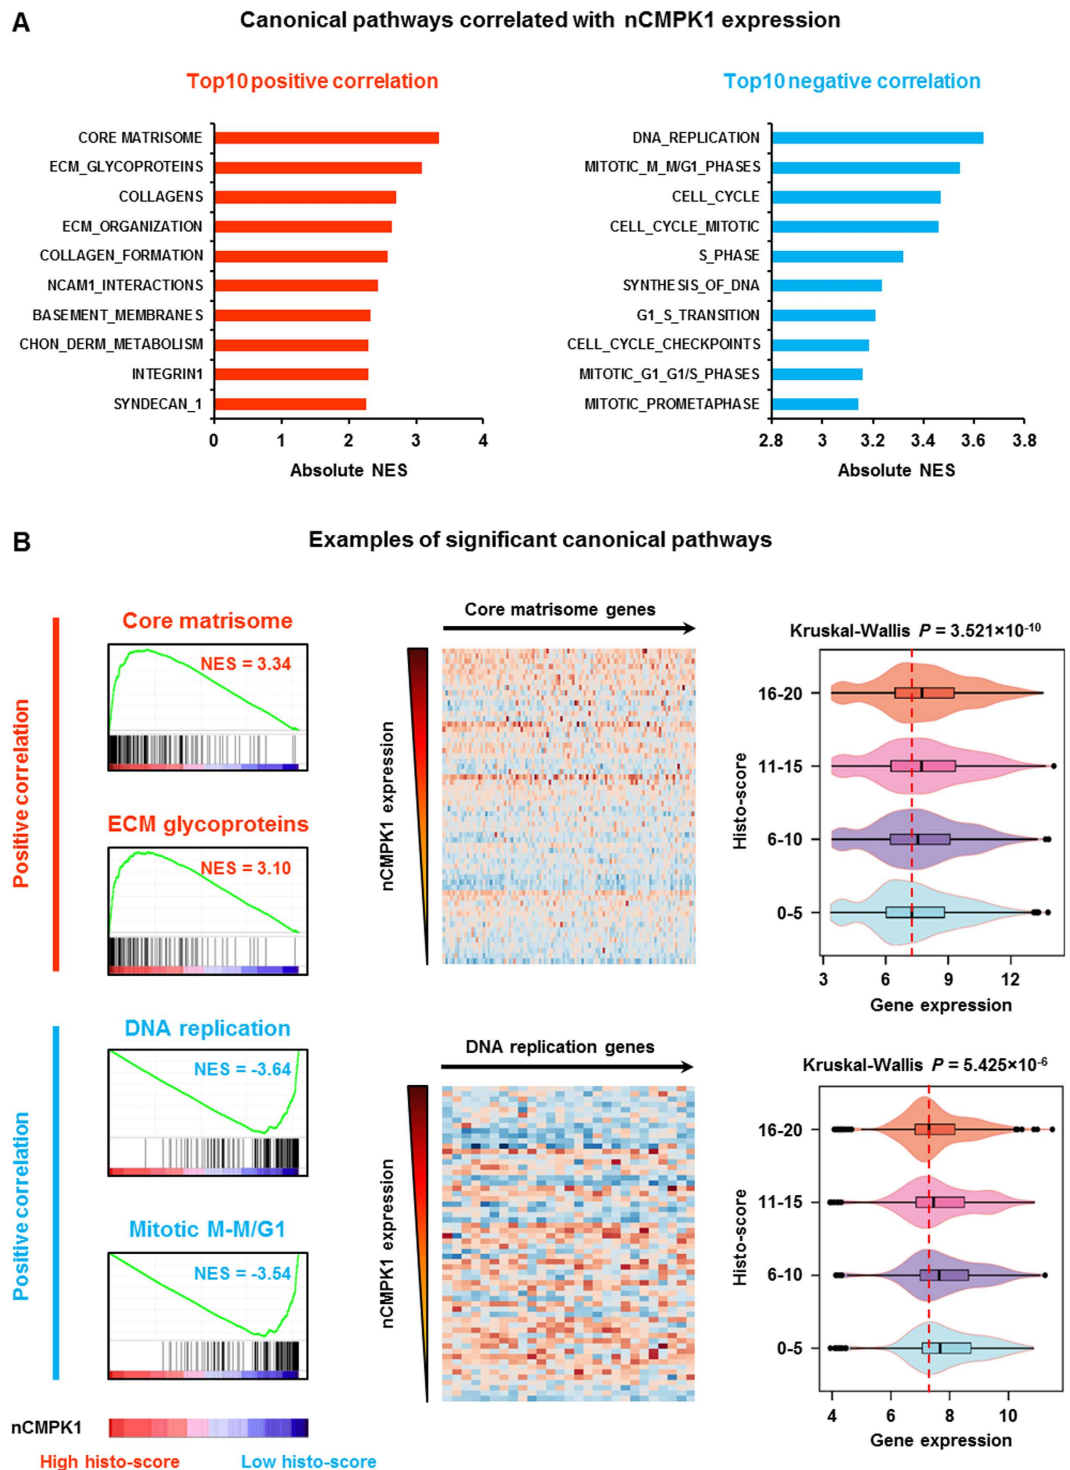 A
Canonical pathways correlated with nCMPK1 expression
Top10 positive correlation
CORE MATRISOME
ECM_GLYCOPROTEINS
COLLAGENS
ECM_ORGANIZATION
COLLAGEN_FORMATION
NCAM1_INTERACTIONS
BASEMENT_MEMBRANES
CHON_DERM_METABOLISM
INTEGRIN1
SYNDECAN_1
0 1 2 3 4
Absolute NES
Top10 negative correlation
DNA_REPLICATION
MITOTIC_M_M/G1_PHASES
CELL_CYCLE
CELL_CYCLE_MITOTIC
S_PHASE
SYNTHESIS_OF_DNA
G1_S_TRANSITION
CELL_CYCLE_CHECKPOINTS
MITOTIC_G1_G1/S_PHASES
MITOTIC_PROMETAPHASE
2.8 3 3.2 3.4 3.6 3.8
Absolute NES
B
Examples of significant canonical pathways
Positive correlation
Core matrisome
NES = 3.34
ECM glycoproteins
NES = 3.10
Core matrisome genes
nCMPK1 expression
Kruskal-Wallis P = 3.521×10-10
Histo-score
16-20
11-15
6-10
0-5
3 6 9 12
Gene expression
Positive correlation
DNA replication
NES = -3.64
Mitotic M-M/G1
NES = -3.54
DNA replication genes
nCMPK1 expression
Kruskal-Wallis P = 5.425×10-6
Histo-score
16-20
11-15
6-10
0-5
4 6 8 10
Gene expression
nCMPK1
High histo-score
Low histo-score